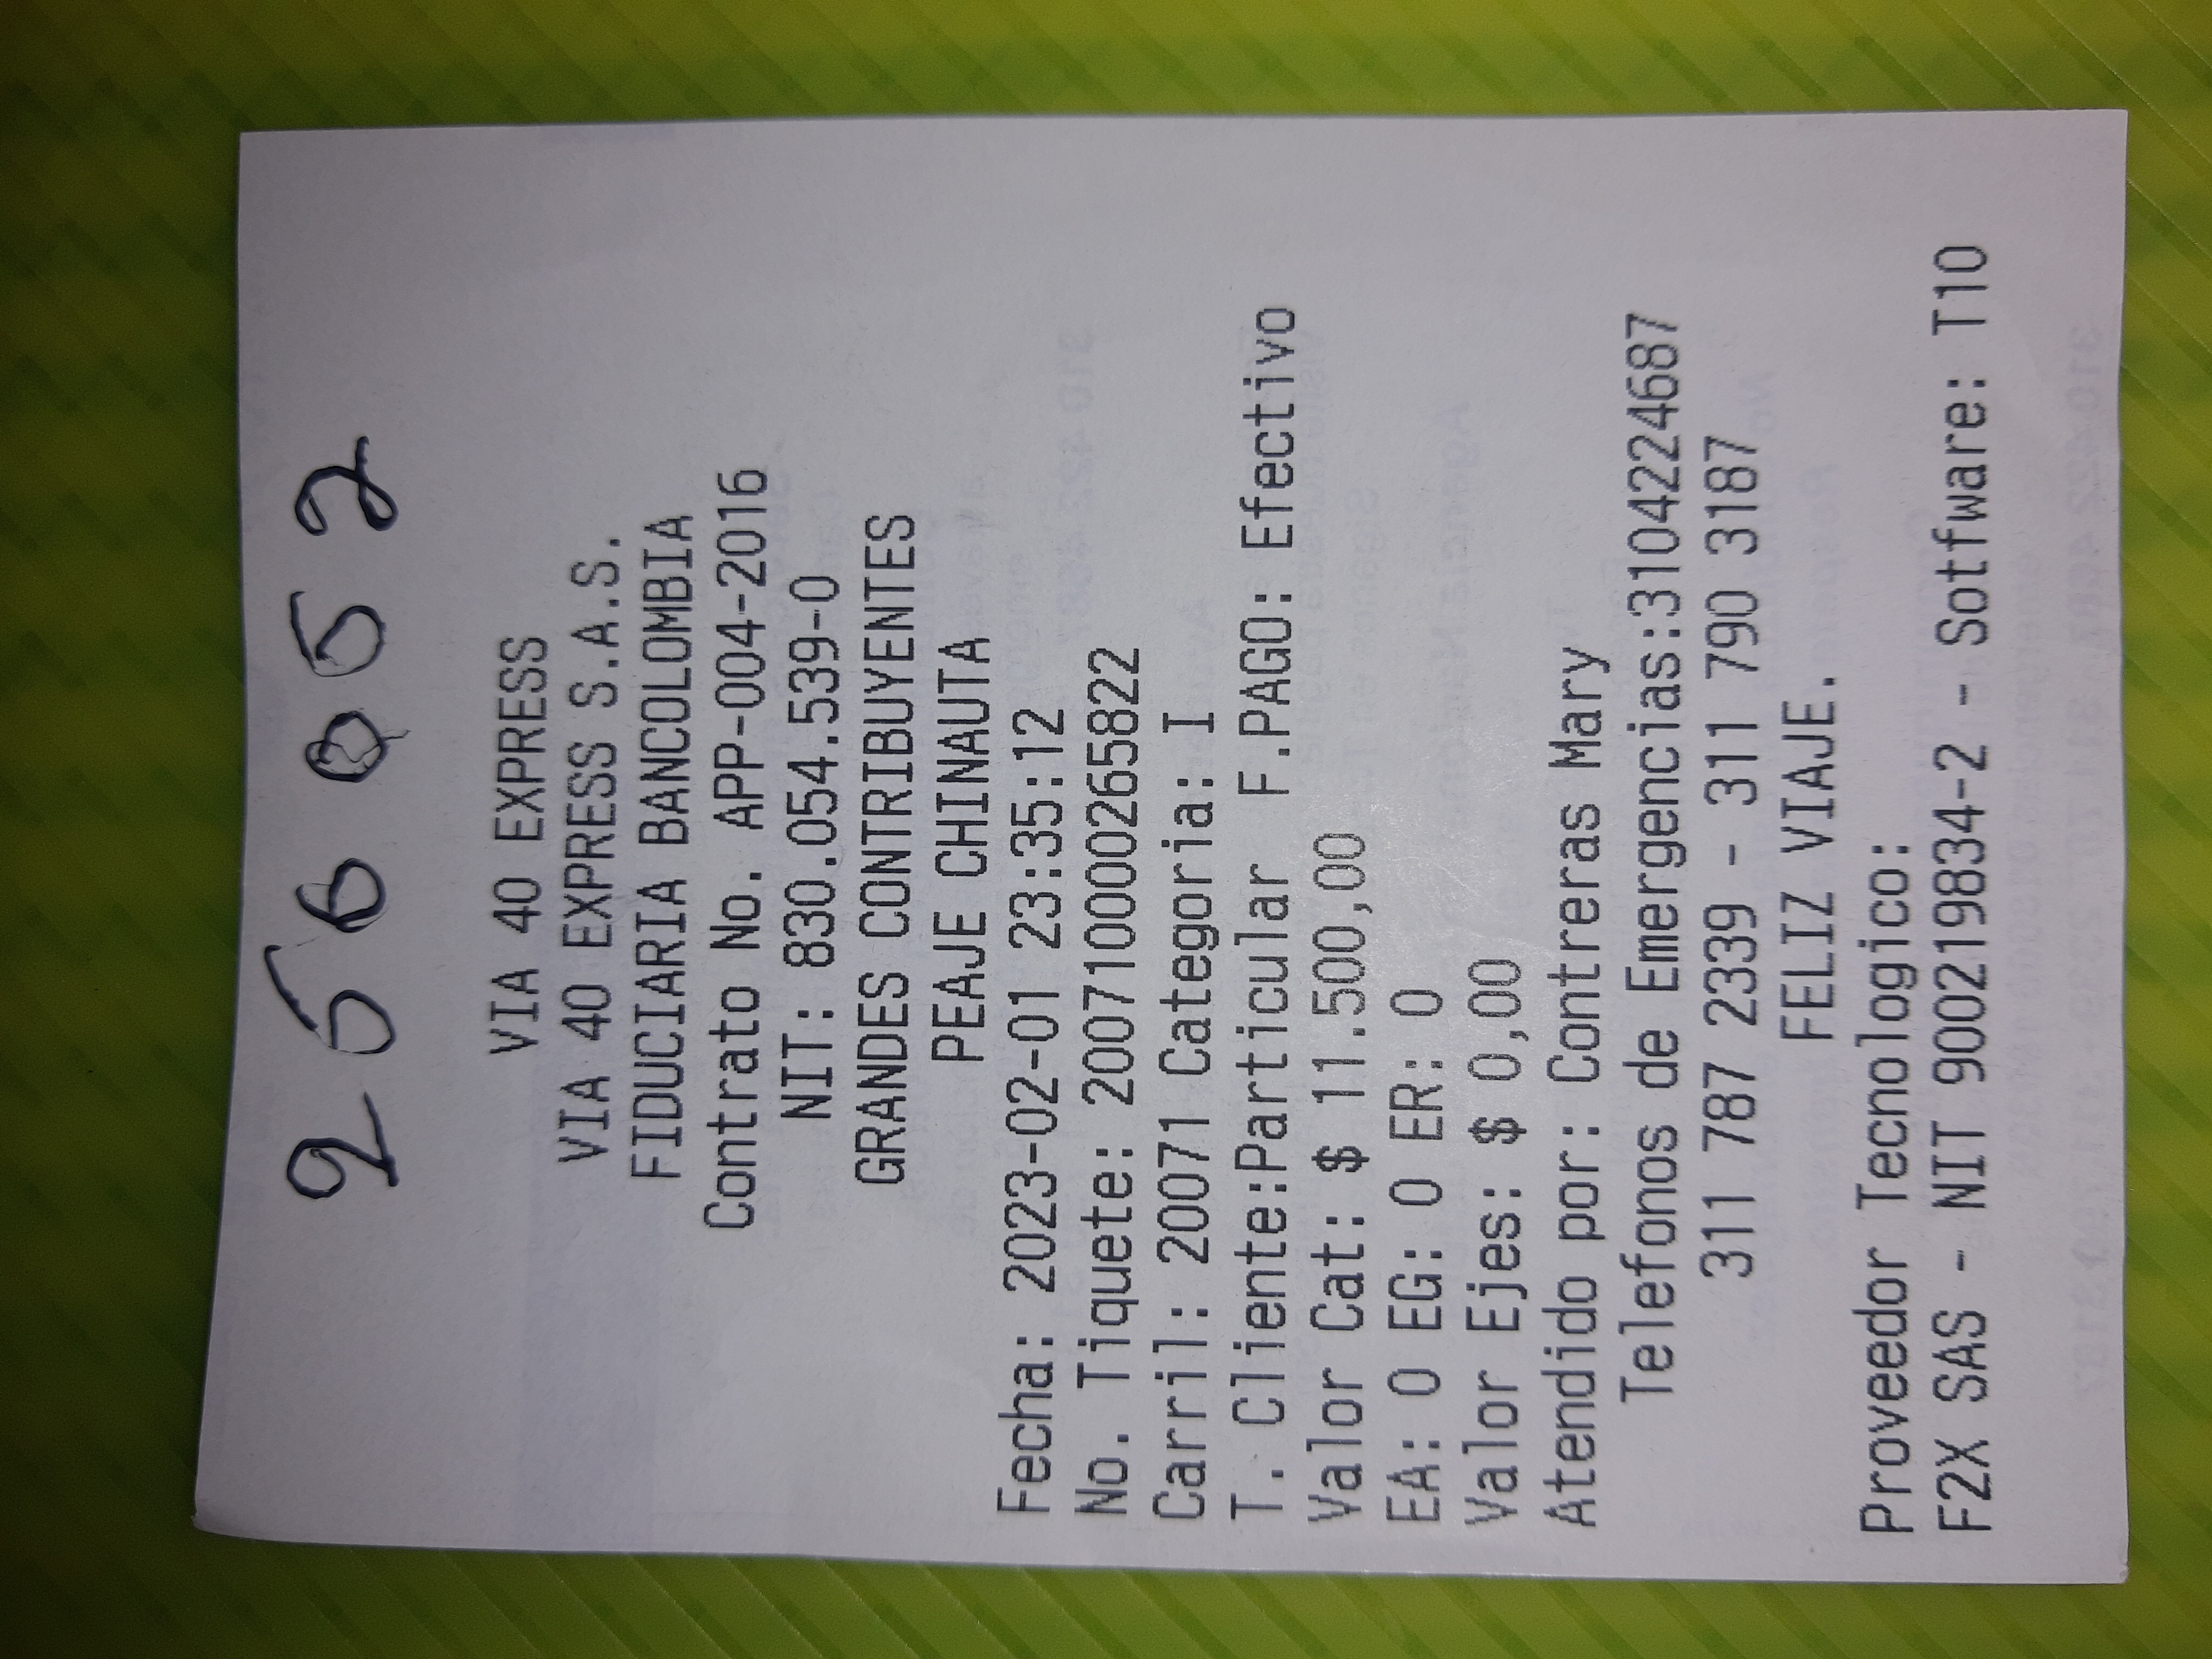 256052
VIA 40 EXPRESS
VIA 40 EXPRESS S.A.S.
FIDUCIARIA BANCOLOMBIA
Contrato No. APP-004-2016
NIT: 830.054.539-0
GRANDES CONTRIBUYENTES
PEAJE CHINAUTA
Fecha: 2023-02-01 23:35:12
No. Tiquete: 200710000265822
Carril: 20071 Categoria: I
T. Cliente:Particular F.PAGO: Efectivo
Valor Cat: $ 11.500,00
EA: 0 EG: 0 ER: 0
Valor Ejes: $ 0,00
Atendido por: Contreras Mary
Telefonos de Emergencias:3104224687
311 787 2339 - 311 790 3187
FELIZ VIAJE.
Proveedor Tecnologico:
F2X SAS - NIT 900219834-2 - Sotfware: T10